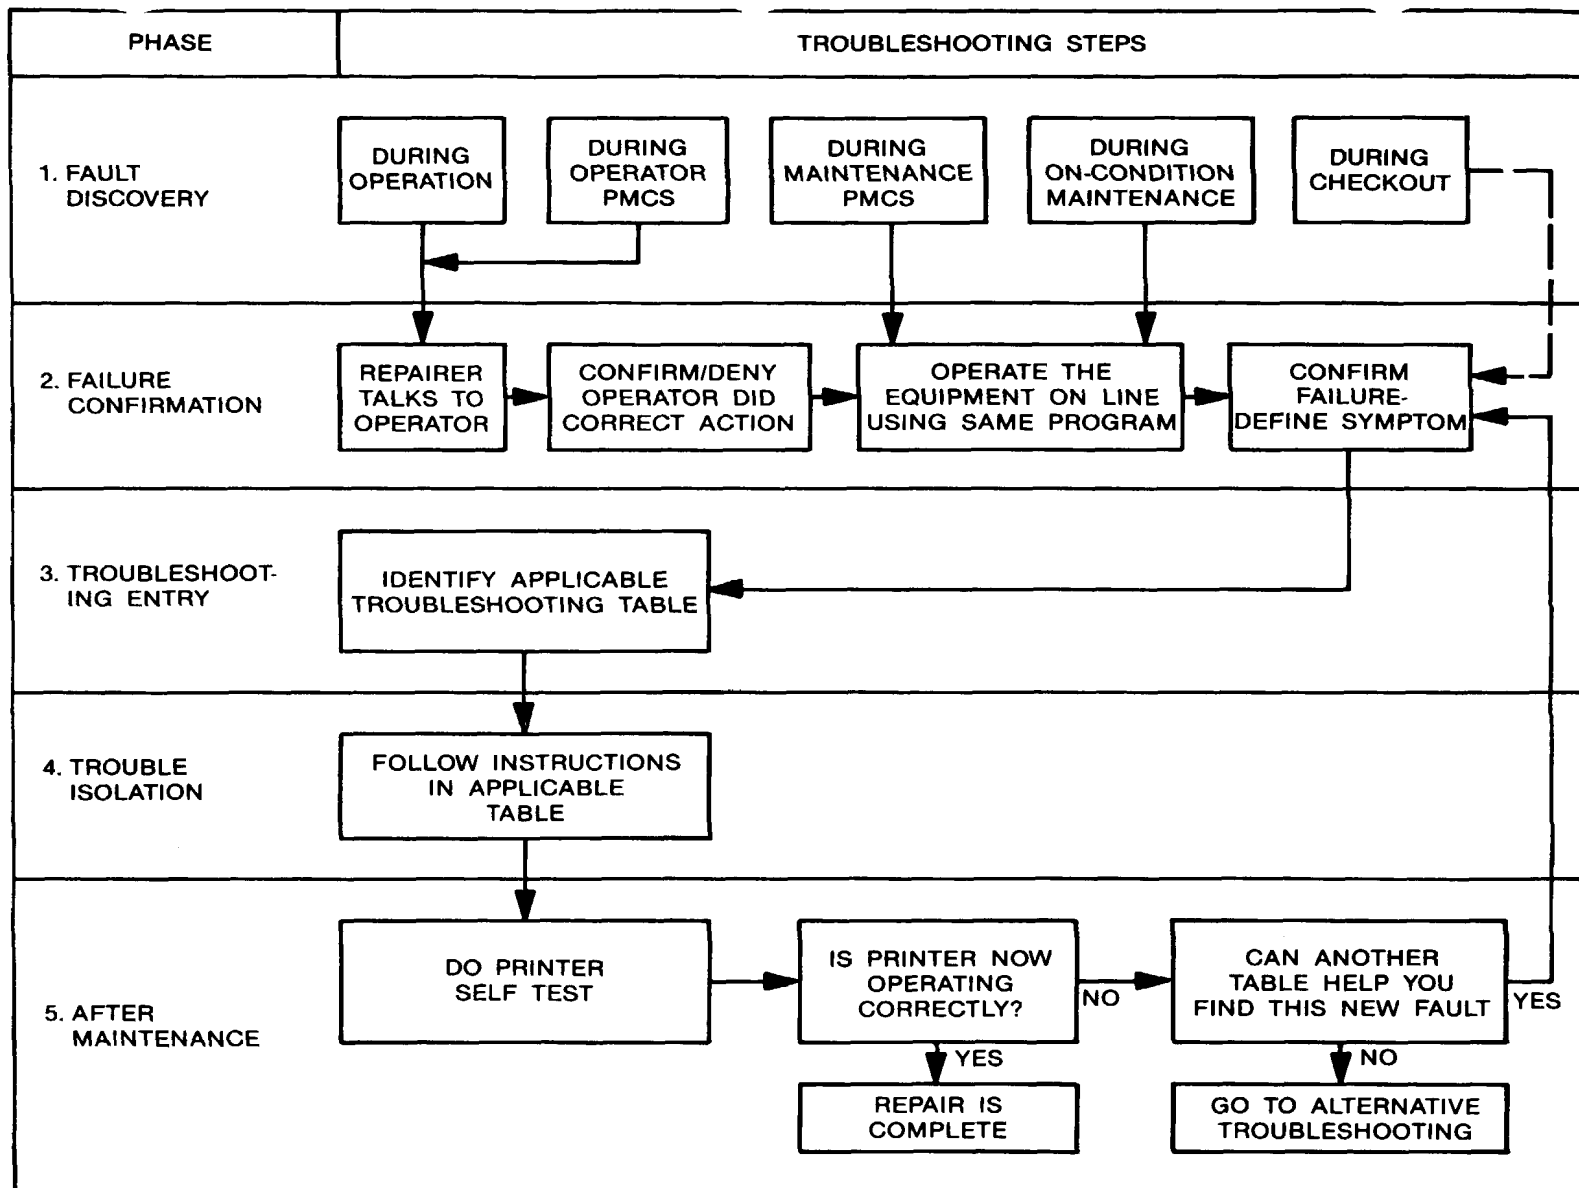 PHASE
TROUBLESHOOTING STEPS
1. FAULT
DISCOVERY
DURING
OPERATION
DURING
OPERATOR
PMCS
DURING
MAINTENANCE
PMCS
DURING
ON-CONDITION
MAINTENANCE
DURING
CHECKOUT
2. FAILURE
CONFIRMATION
REPAIRER
TALKS TO
OPERATOR
CONFIRM/DENY
OPERATOR DID
CORRECT ACTION
OPERATE THE
EQUIPMENT ON LINE
USING SAME PROGRAM
CONFIRM
FAILURE-
DEFINE SYMPTOM
3. TROUBLESHOOT-
ING ENTRY
IDENTIFY APPLICABLE
TROUBLESHOOTING TABLE
4. TROUBLE
ISOLATION
FOLLOW INSTRUCTIONS
IN APPLICABLE
TABLE
5. AFTER
MAINTENANCE
DO PRINTER
SELF TEST
IS PRINTER NOW
OPERATING
CORRECTLY?
NO
CAN ANOTHER
TABLE HELP YOU
FIND THIS NEW FAULT
YES
YES
NO
REPAIR IS
COMPLETE
GO TO ALTERNATIVE
TROUBLESHOOTING